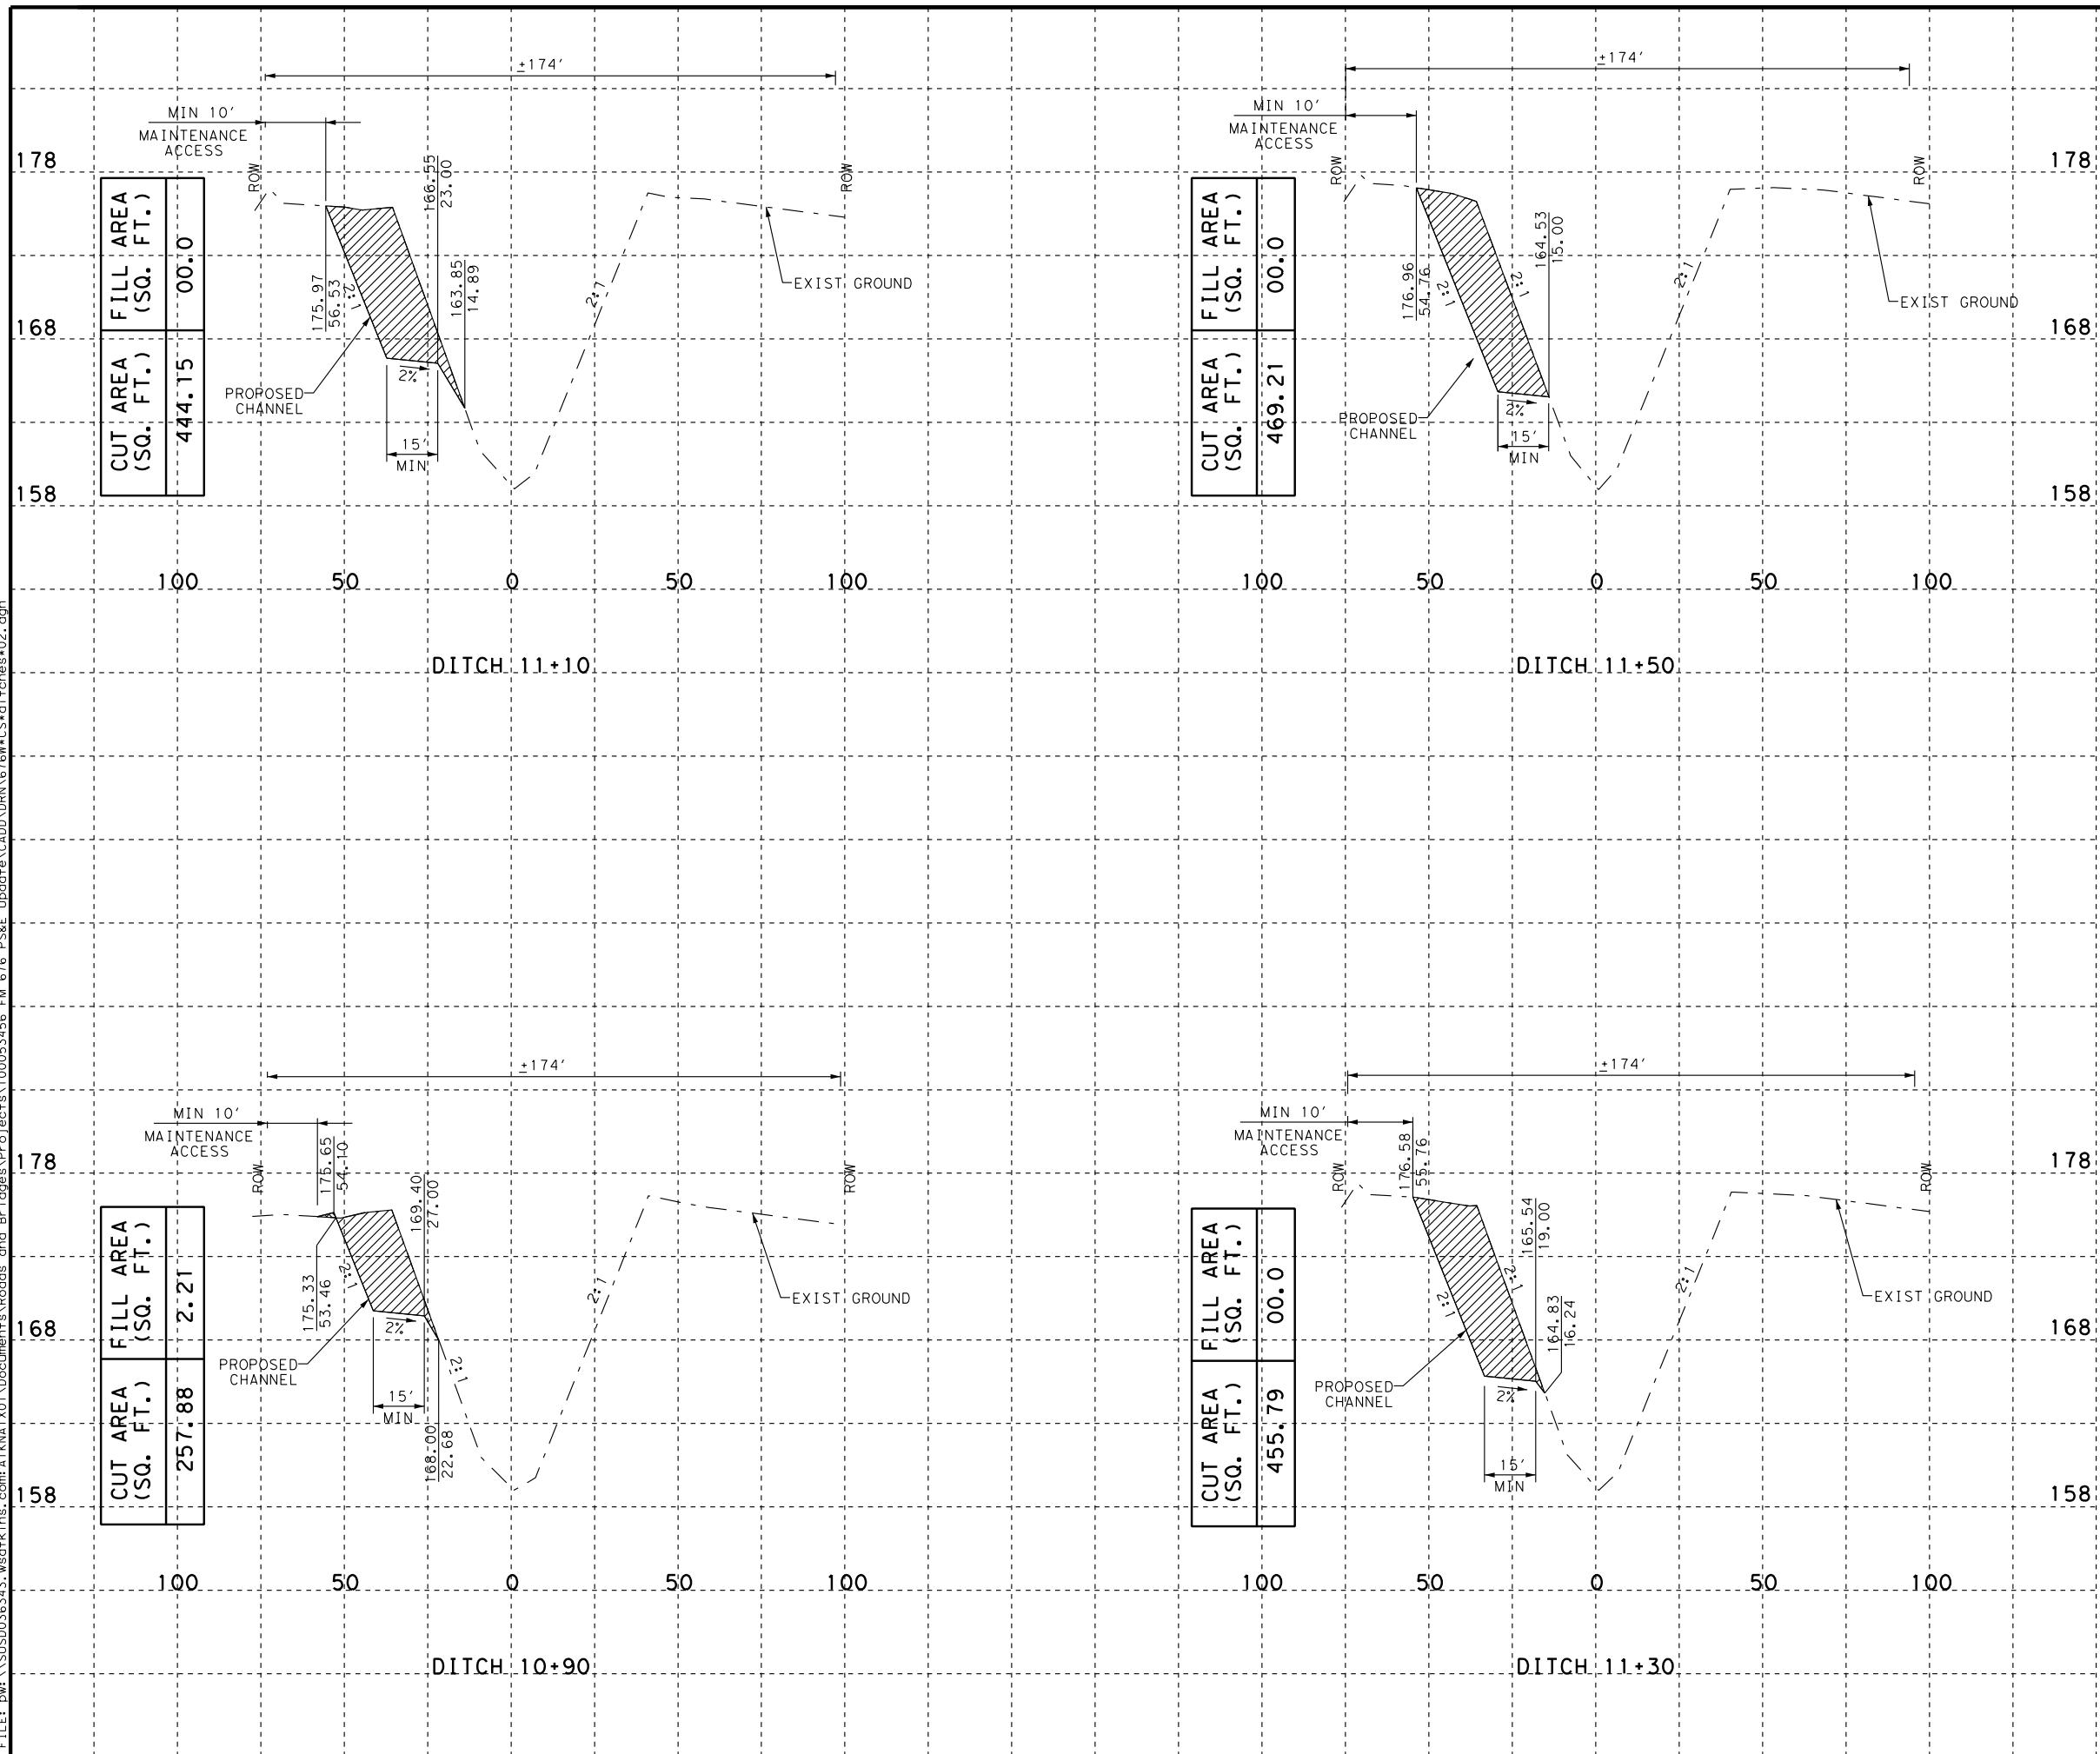 ±174'
MIN 10'
MAINTENANCE
ACCESS
178
ROW
166.55
23.00
ROW
FILL AREA
(SQ. FT.)
00.0
CUT AREA
(SQ. FT.)
444.15
175.97
56.53
2:1
163.85
14.89
2:1
EXIST GROUND
168
PROPOSED
CHANNEL
2%
15'
MIN
158
100
50
0
50
100
DITCH 11+10
±174'
MIN 10'
MAINTENANCE
ACCESS
ROW
ROW
178
FILL AREA
(SQ. FT.)
00.0
CUT AREA
(SQ. FT.)
469.21
176.96
54.76
2:1
2:1
164.53
15.00
2:1
EXIST GROUND
168
PROPOSED
CHANNEL
2%
15'
MIN
158
100
50
0
50
100
DITCH 11+50
±174'
MIN 10'
MAINTENANCE
ACCESS
178
ROW
175.65
54.10
169.40
27.00
ROW
FILL AREA
(SQ. FT.)
2.21
CUT AREA
(SQ. FT.)
257.88
175.33
53.46
2:1
2:1
EXIST GROUND
168
PROPOSED
CHANNEL
2%
2:1
15'
MIN
168.00
22.68
158
100
50
0
50
100
DITCH 10+90
±174'
MIN 10'
MAINTENANCE
ACCESS
176.58
55.76
ROW
ROW
178
FILL AREA
(SQ. FT.)
00.0
CUT AREA
(SQ. FT.)
455.79
165.54
19.00
2:1
2:1
164.83
16.24
2:1
EXIST GROUND
168
PROPOSED
CHANNEL
2%
15'
MIN
158
100
50
0
50
100
DITCH 11+30